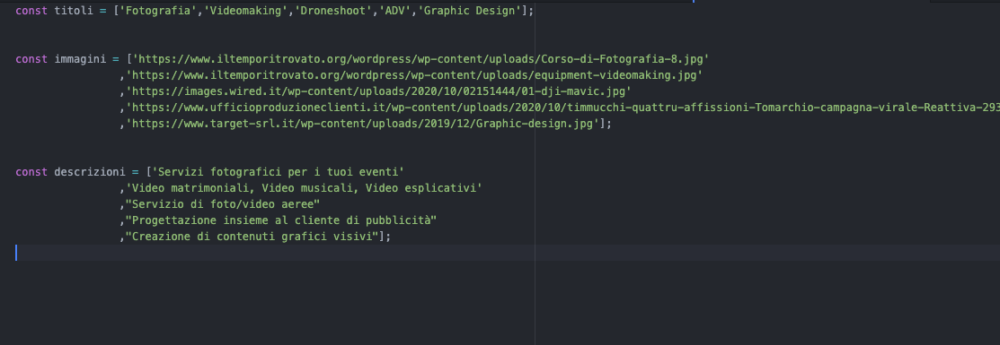 const titoli = ['Fotografia','Videomaking','Droneshoot','ADV','Graphic Design'];
const immagini = ['https://www.iltemporitrovato.org/wordpress/wp-content/uploads/Corso-di-Fotografia-8.jpg'
,'https://www.iltemporitrovato.org/wordpress/wp-content/uploads/equipment-videomaking.jpg'
,'https://images.wired.it/wp-content/uploads/2020/10/02151444/01-dji-mavic.jpg'
,'https://www.ufficioproduzioneclienti.it/wp-content/uploads/2020/10/timmucchi-quattru-affissioni-Tomarchio-campagna-virale-Reattiva-293
,'https://www.target-srl.it/wp-content/uploads/2019/12/Graphic-design.jpg'];
const descrizioni = ['Servizi fotografici per i tuoi eventi'
,'Video matrimoniali, Video musicali, Video esplicativi'
,"Servizio di foto/video aeree"
,"Progettazione insieme al cliente di pubblicità"
,"Creazione di contenuti grafici visivi"];